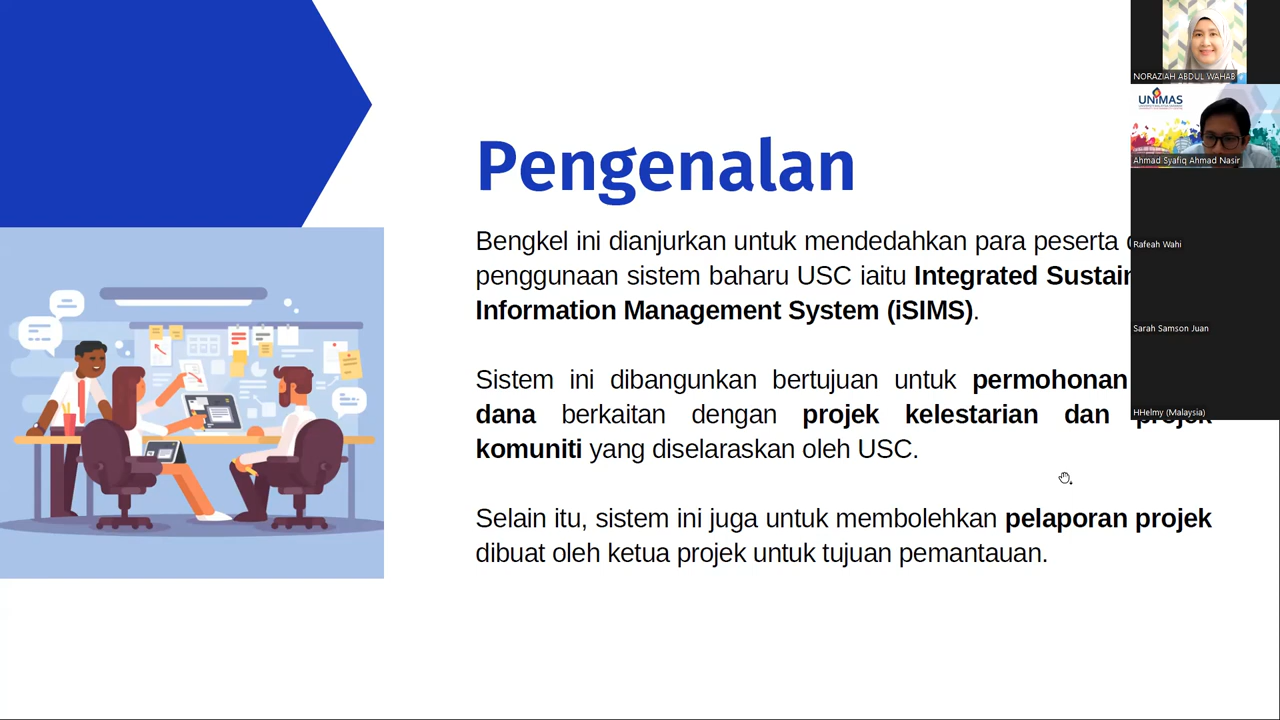 Pengenalan
Bengkel ini dianjurkan untuk mendedahkan para peserta
penggunaan sistem baharu USC iaitu Integrated
Information Management System (iSIMS).
Sistem ini dibangunkan bertujuan untuk permohonan
dana berkaitan dengan projek kelestarian dan projek
komuniti yang diselaraskan oleh USC.
Selain itu, sistem ini juga untuk membolehkan pelaporan projek
dibuat oleh ketua projek untuk tujuan pemantauan.
NORAZIAH ABDUL WAHAB
UNIMAS
Ahmad Syafiq Ahmad Nasir
Rafeah Wahi
Sarah Samson Juan
HHelmy (Malaysia)